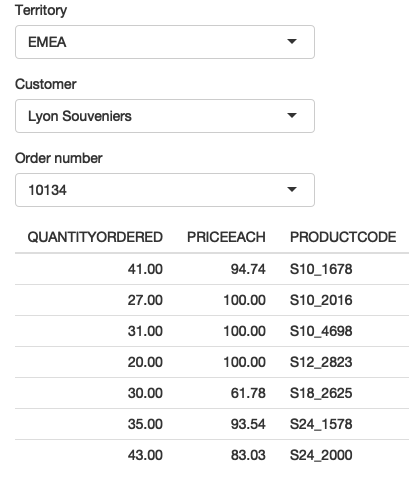 Territory
EMEA
Customer
Lyon Souveniers
Order number
10134
QUANTITYORDERED PRICEEACH PRODUCTCODE
41.00 94.74 S10_1678
27.00 100.00 S10_2016
31.00 100.00 S10_4698
20.00 100.00 S12_2823
30.00 61.78 S18_2625
35.00 93.54 S24_1578
43.00 83.03 S24_2000